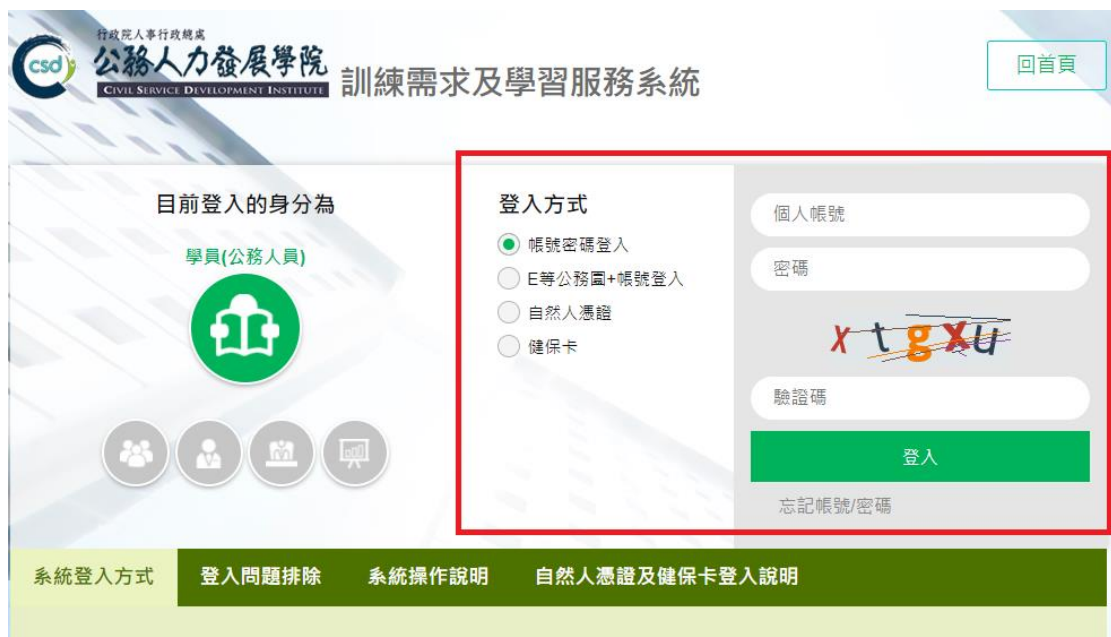 行政院人事行政總處
csdi
公務人力發展學院
CIVIL SERVICE DEVELOPMENT INSTITUTE
訓練需求及學習服務系統
回首頁
目前登入的身分為
學員(公務人員)
登入方式
帳號密碼登入
E等公務園+帳號登入
自然人憑證
健保卡
個人帳號
密碼
xtgxu
驗證碼
登入
忘記帳號/密碼
系統登入方式 登入問題排除 系統操作說明 自然人憑證及健保卡登入說明